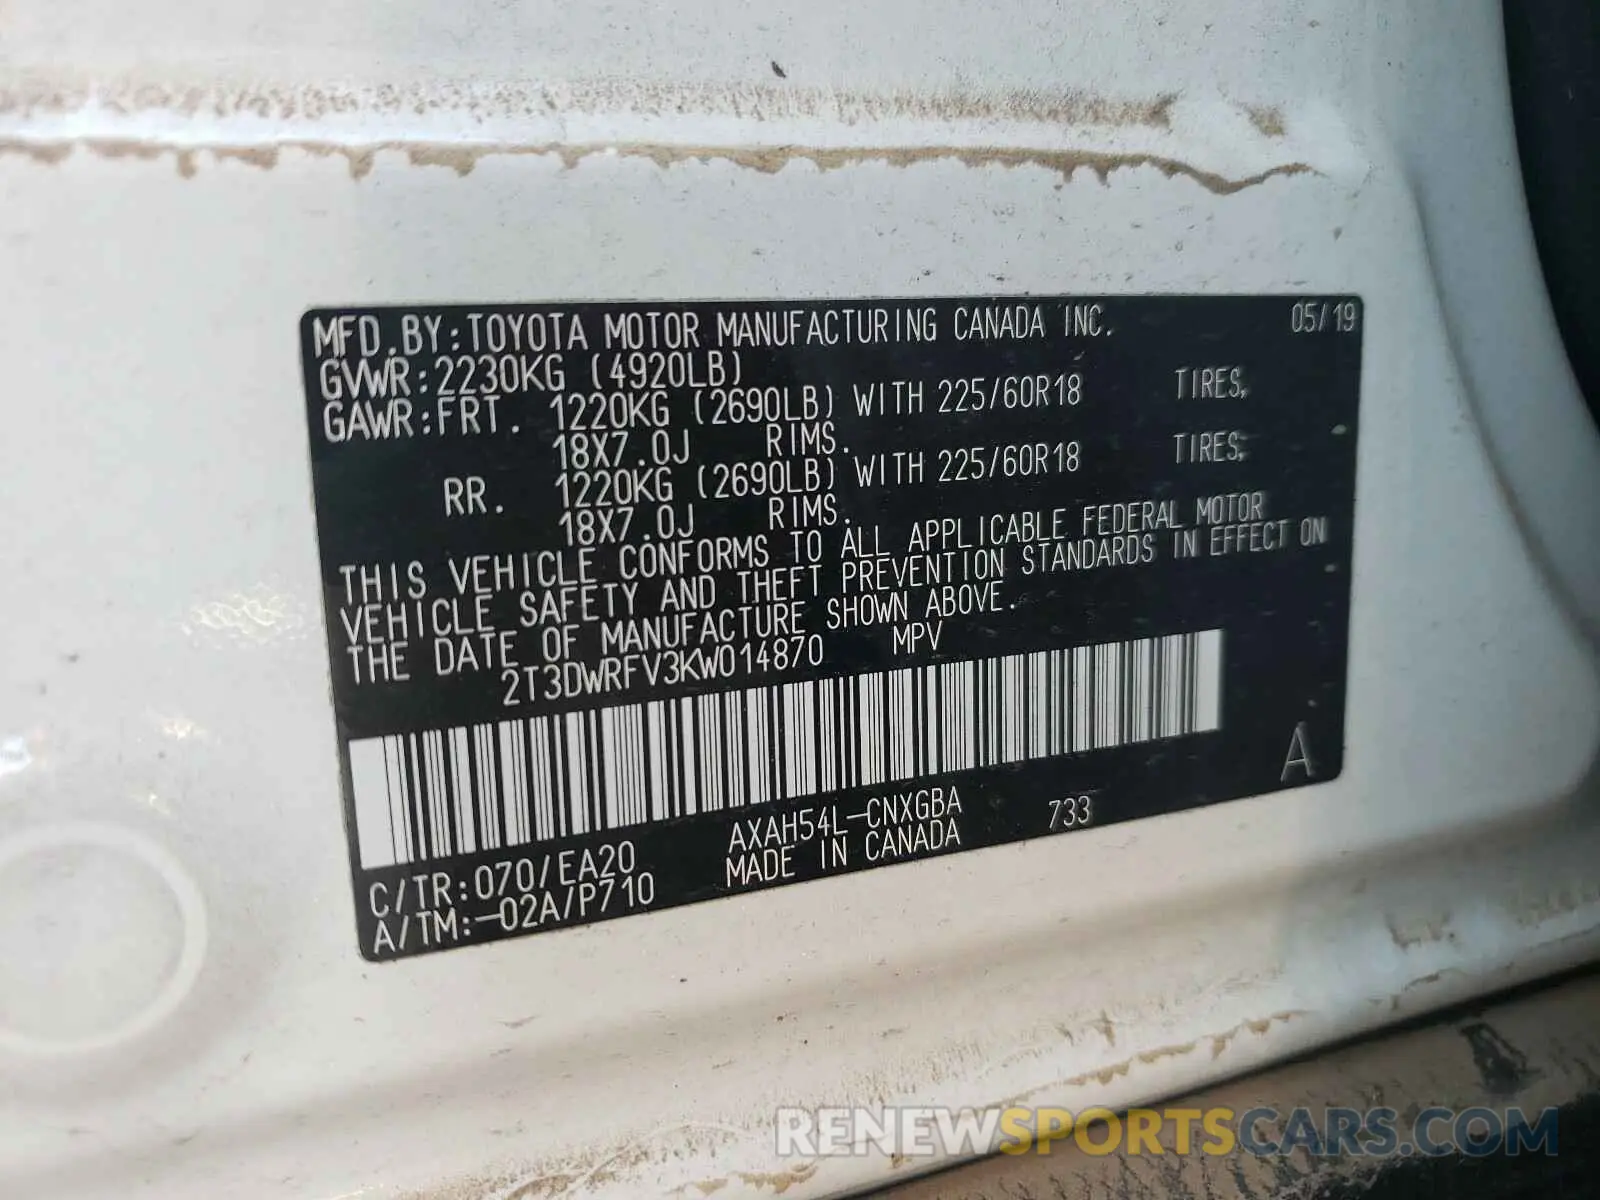 MFD.BY:TOYOTA MOTOR MANUFACTURING CANADA INC. 05/19
GVWR:2230KG (4920LB)
GAWR:FRT. 1220KG (2690LB) WITH 225/60R18 TIRES,
18X7.0J RIMS.
RR. 1220KG (2690LB) WITH 225/60R18 TIRES,
18X7.0J RIMS.
THIS VEHICLE CONFORMS TO ALL APPLICABLE FEDERAL MOTOR
VEHICLE SAFETY AND THEFT PREVENTION STANDARDS IN EFFECT ON
THE DATE OF MANUFACTURE SHOWN ABOVE.
2T3DWRFV3KW014870 MPV
A
AXAH54L-CNXGBA 733
C/TR:070/EA20 MADE IN CANADA
A/TM:-02A/P710
RENEWSPORTSCARS.COM